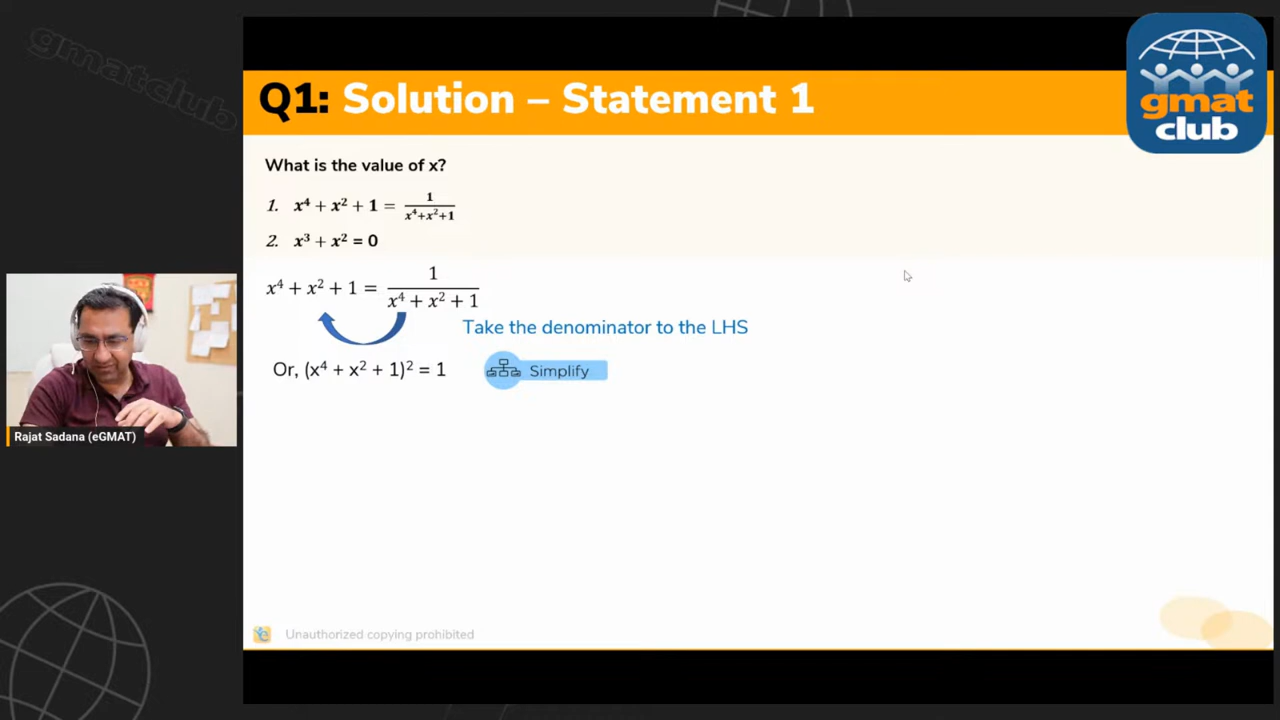 gmatclub
gmat
club
Q1: Solution – Statement 1
What is the value of x?
1. x⁴ + x² + 1 = 1/(x⁴+x²+1)
2. x³ + x² = 0
x⁴ + x² + 1 = 1/(x⁴ + x² + 1)
Take the denominator to the LHS
Or, (x⁴ + x² + 1)² = 1
Simplify
Rajat Sadana (eGMAT)
e
Unauthorized copying prohibited